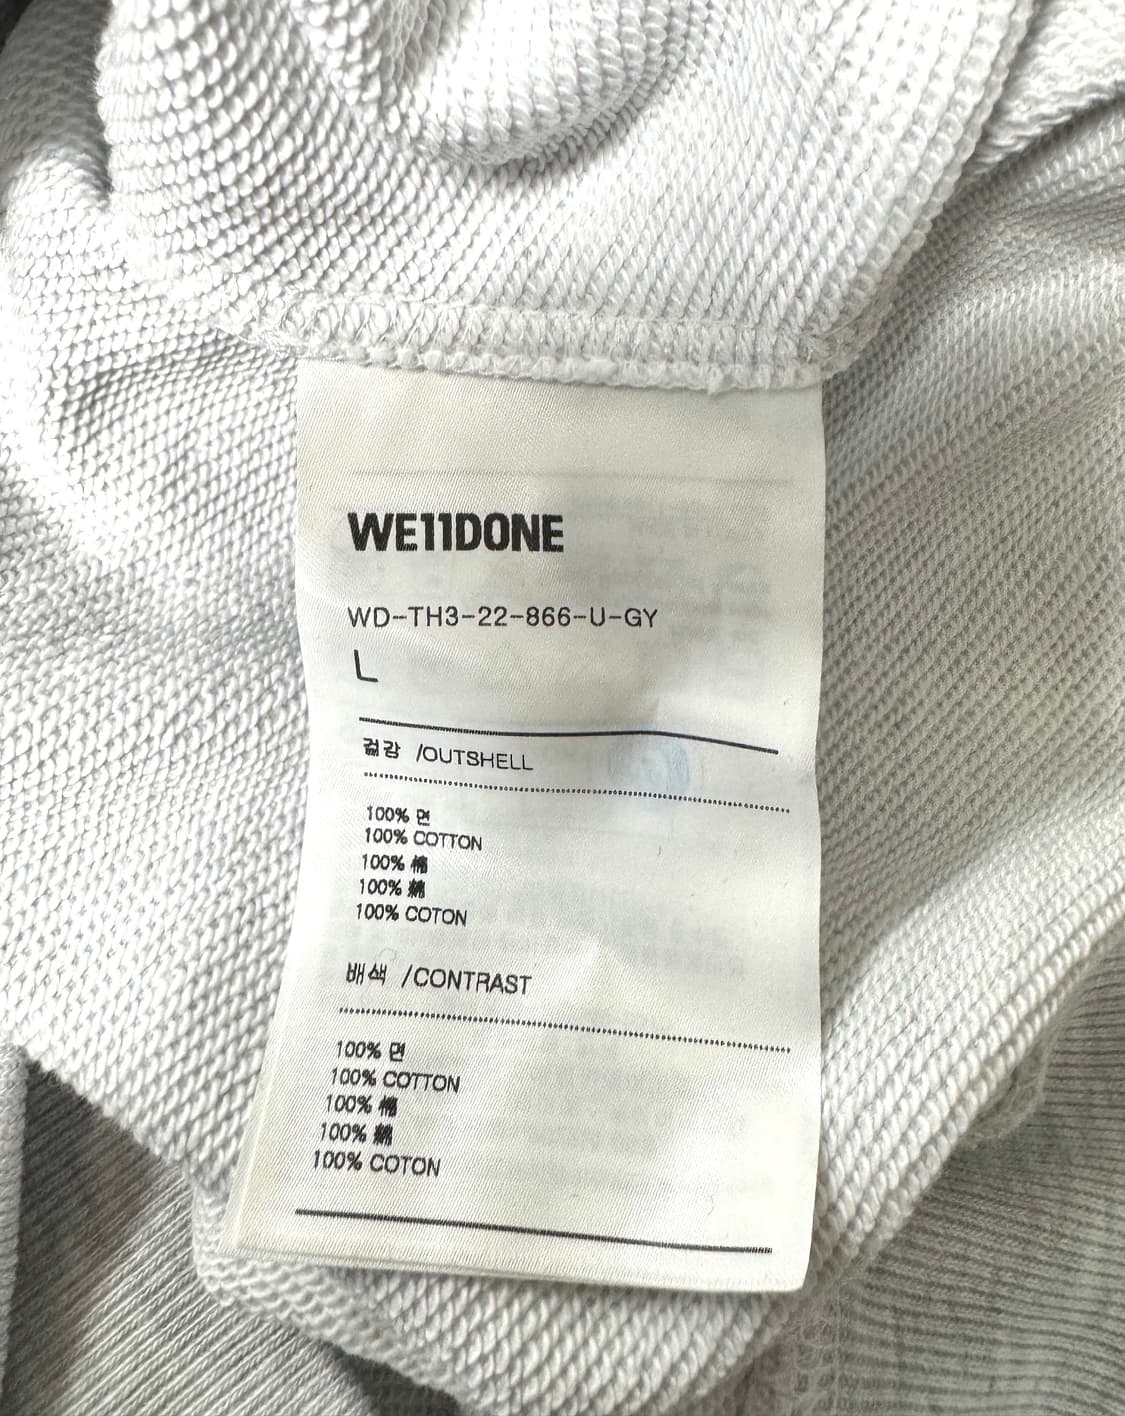 WE11DONE
WD-TH3-22-866-U-GY
L
겉감 /OUTSHELL
100% 면
100% COTTON
100% 棉
100% 綿
100% COTON
배색 /CONTRAST
100% 면
100% COTTON
100% 棉
100% 綿
100% COTON